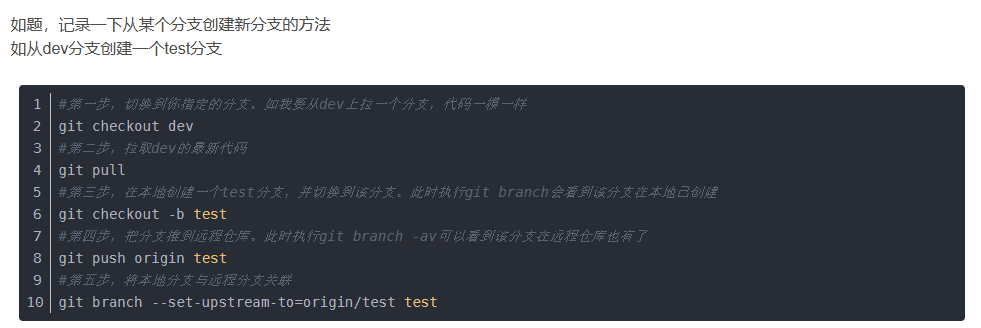 如题，记录一下从某个分支创建新分支的方法
如从dev分支创建一个test分支
1 #第一步，切换到你指定的分支。如我要从dev上拉一个分支，代码一模一样
2 git checkout dev
3 #第二步，拉取dev的最新代码
4 git pull
5 #第三步，在本地创建一个test分支，并切换到该分支。此时执行git branch会看到该分支在本地已创建
6 git checkout -b test
7 #第四步，把分支推到远程仓库。此时执行git branch -av可以看到该分支在远程仓库也有了
8 git push origin test
9 #第五步，将本地分支与远程分支关联
10 git branch --set-upstream-to=origin/test test